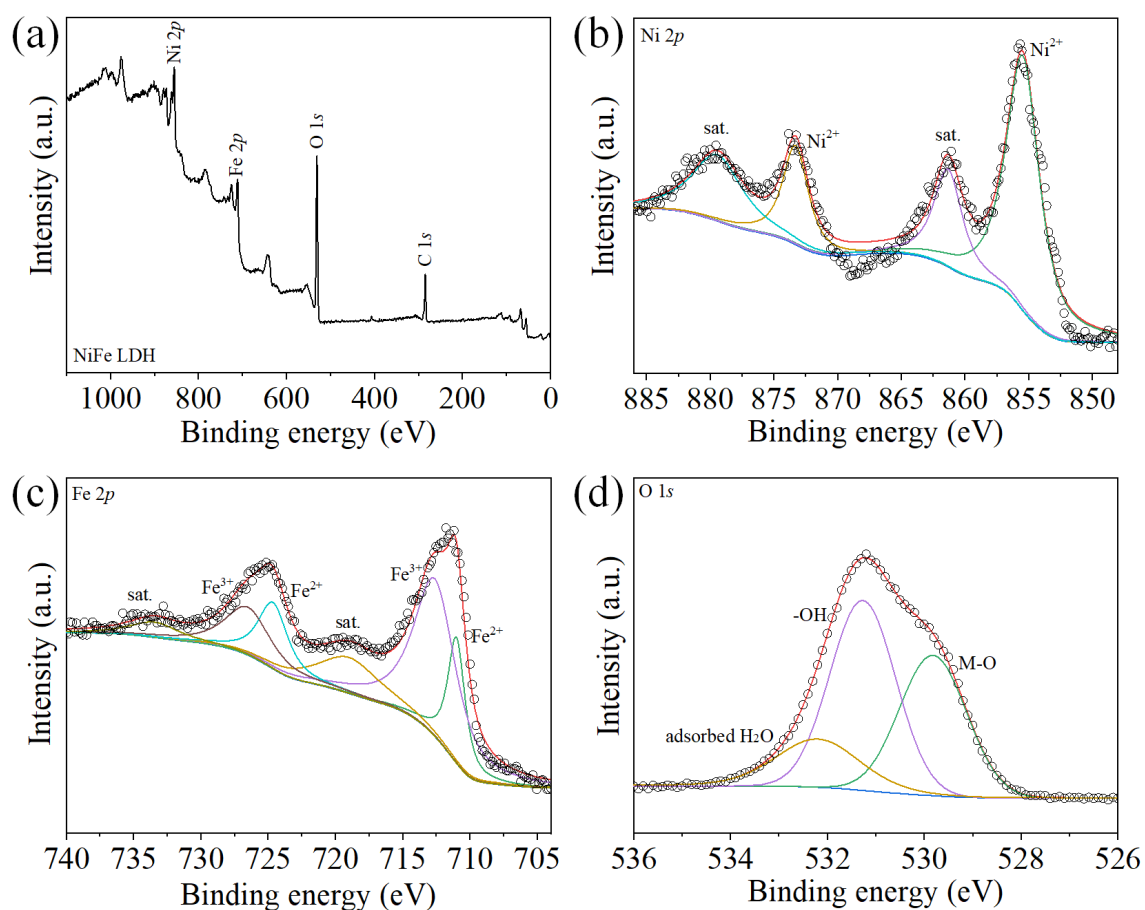 (a)
Ni 2p
Fe 2p
O 1s
C 1s
NiFe LDH
Intensity (a.u.)
1000 800 600 400 200 0
Binding energy (eV)
(b)
Ni 2p
sat.
Ni²⁺
sat.
Ni²⁺
Intensity (a.u.)
885 880 875 870 865 860 855 850
Binding energy (eV)
(c)
Fe 2p
sat.
Fe³⁺
Fe²⁺
sat.
Fe³⁺
Fe²⁺
Intensity (a.u.)
740 735 730 725 720 715 710 705
Binding energy (eV)
(d)
O 1s
-OH
M-O
adsorbed H₂O
Intensity (a.u.)
536 534 532 530 528 526
Binding energy (eV)